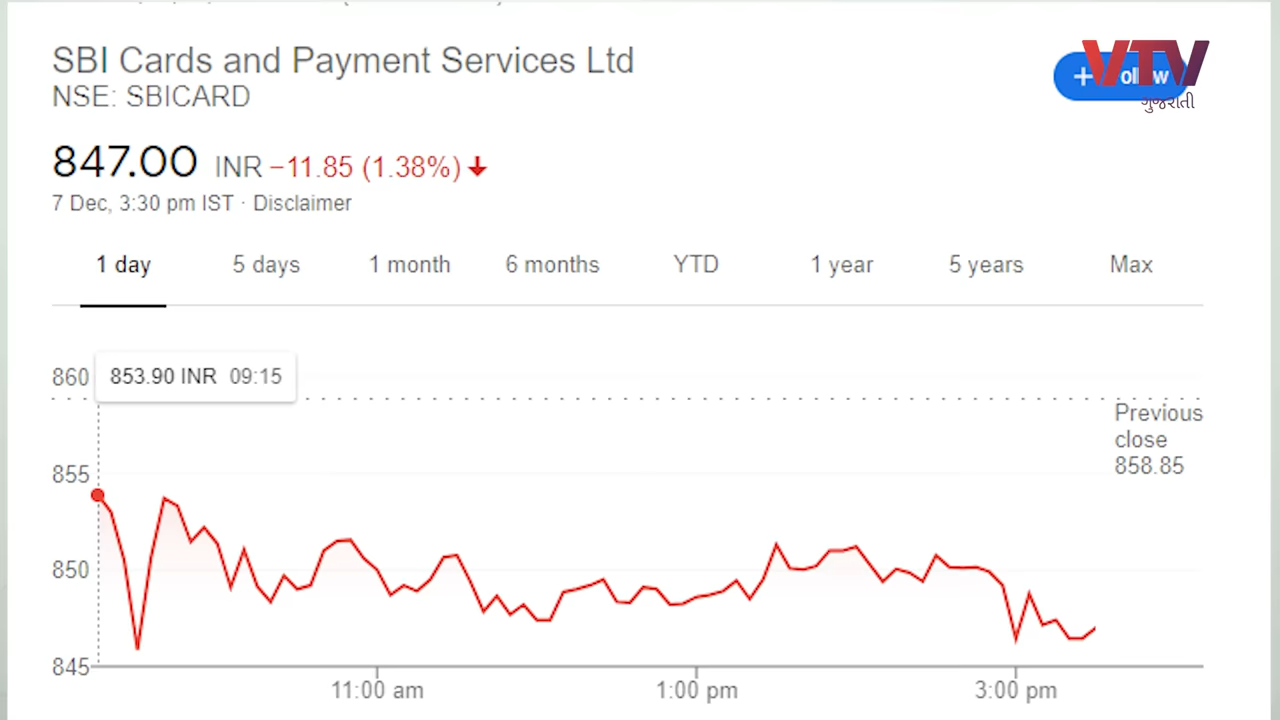 SBI Cards and Payment Services Ltd
NSE: SBICARD
VTV
ગુજરાતી
847.00 INR −11.85 (1.38%)
7 Dec, 3:30 pm IST · Disclaimer
1 day 5 days 1 month 6 months YTD 1 year 5 years Max
860
853.90 INR 09:15
Previous
close
858.85
855
850
845
11:00 am 1:00 pm 3:00 pm